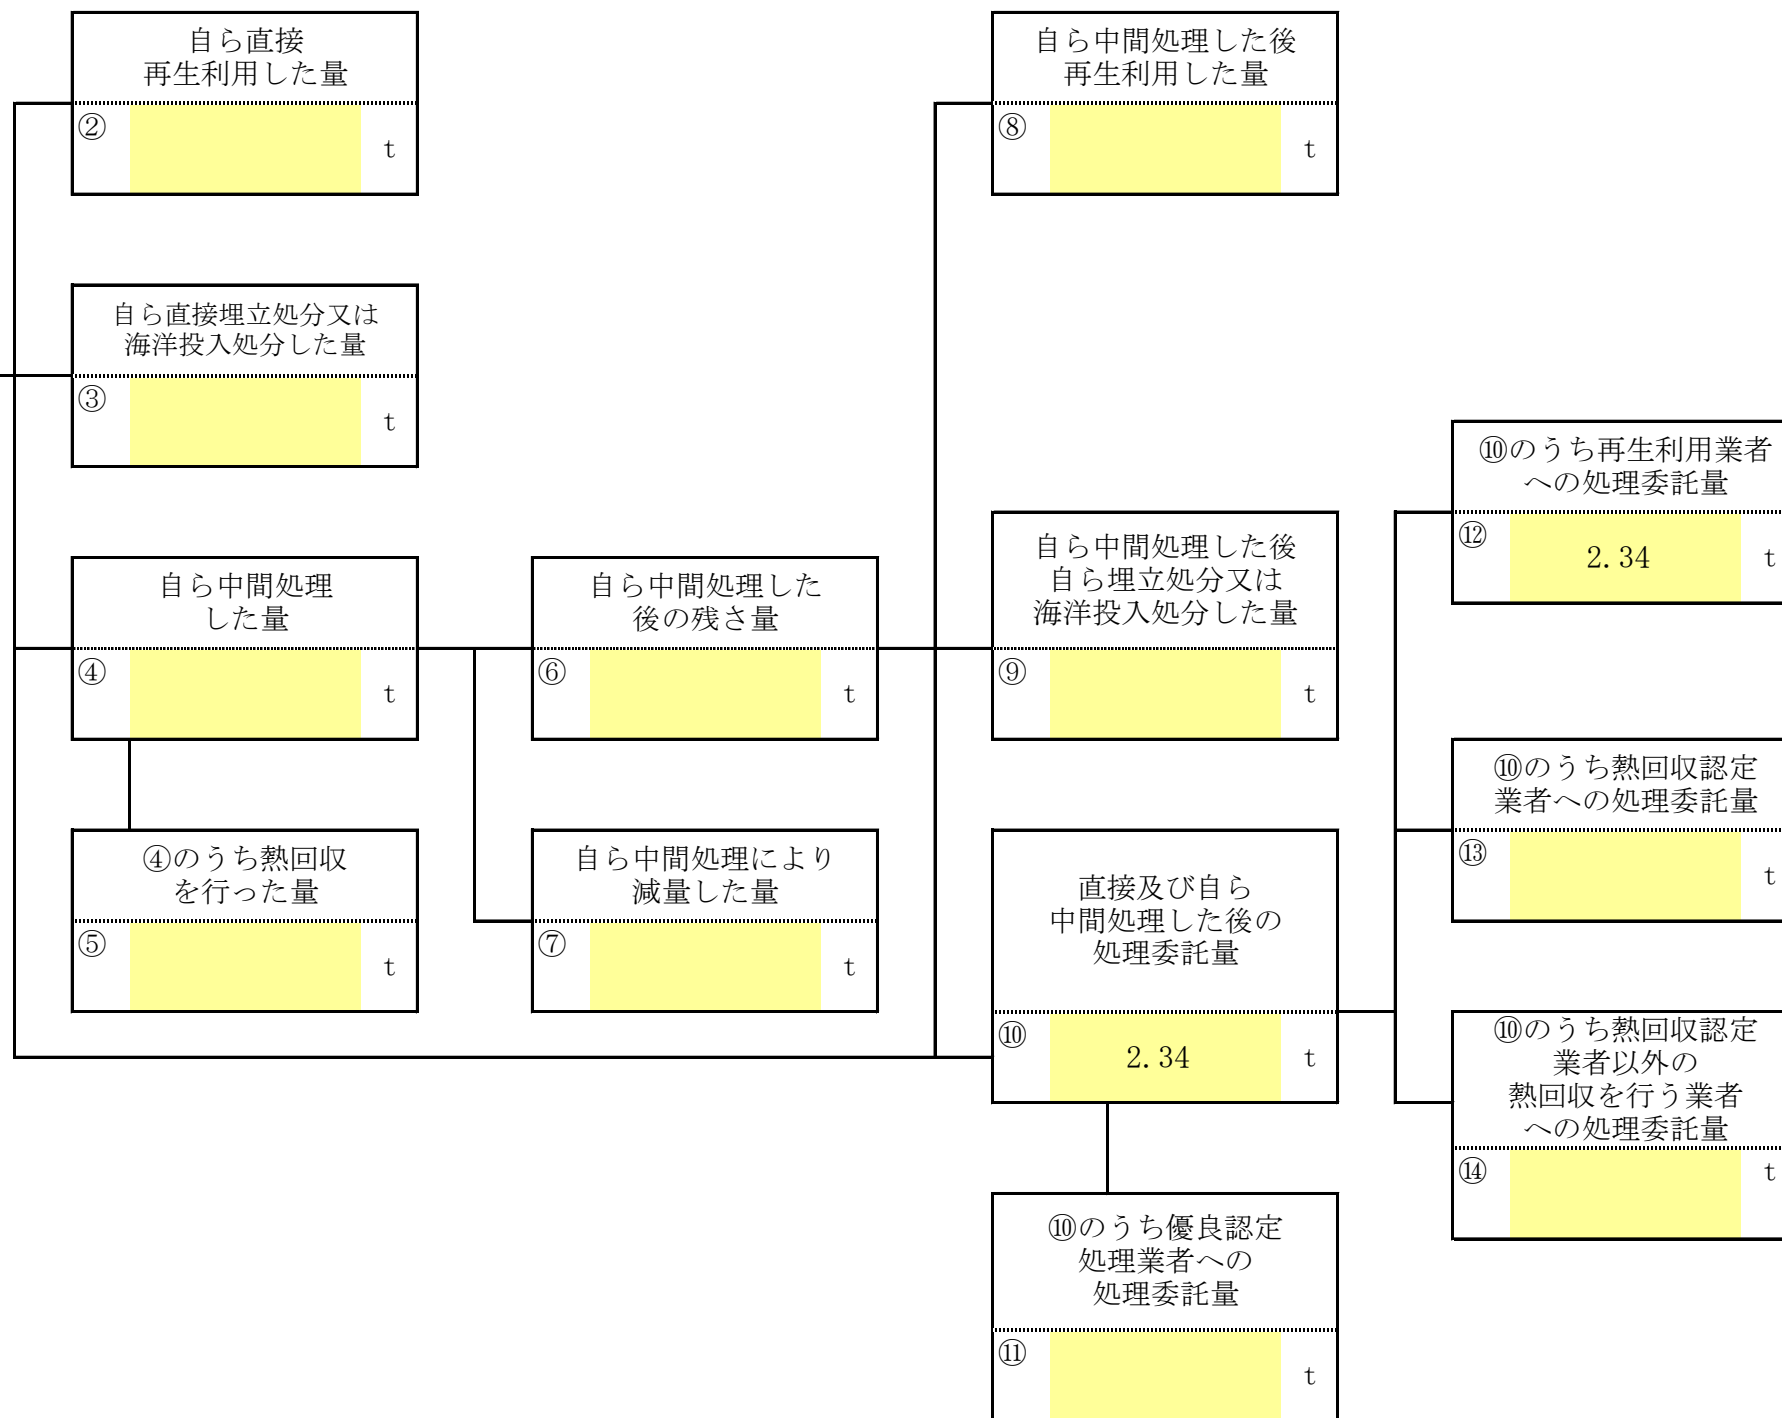 自ら直接
再生利用した量
②
t
自ら中間処理した後
再生利用した量
⑧
t
自ら直接埋立処分又は
海洋投入処分した量
③
t
⑩のうち再生利用業者
への処理委託量
⑫
2.34
t
自ら中間処理
した量
④
t
自ら中間処理した
後の残さ量
⑥
t
自ら中間処理した後
自ら埋立処分又は
海洋投入処分した量
⑨
t
⑩のうち熱回収認定
業者への処理委託量
⑬
t
④のうち熱回収
を行った量
⑤
t
自ら中間処理により
減量した量
⑦
t
直接及び自ら
中間処理した後の
処理委託量
⑩
2.34
t
⑩のうち熱回収認定
業者以外の
熱回収を行う業者
への処理委託量
⑭
t
⑩のうち優良認定
処理業者への
処理委託量
⑪
t